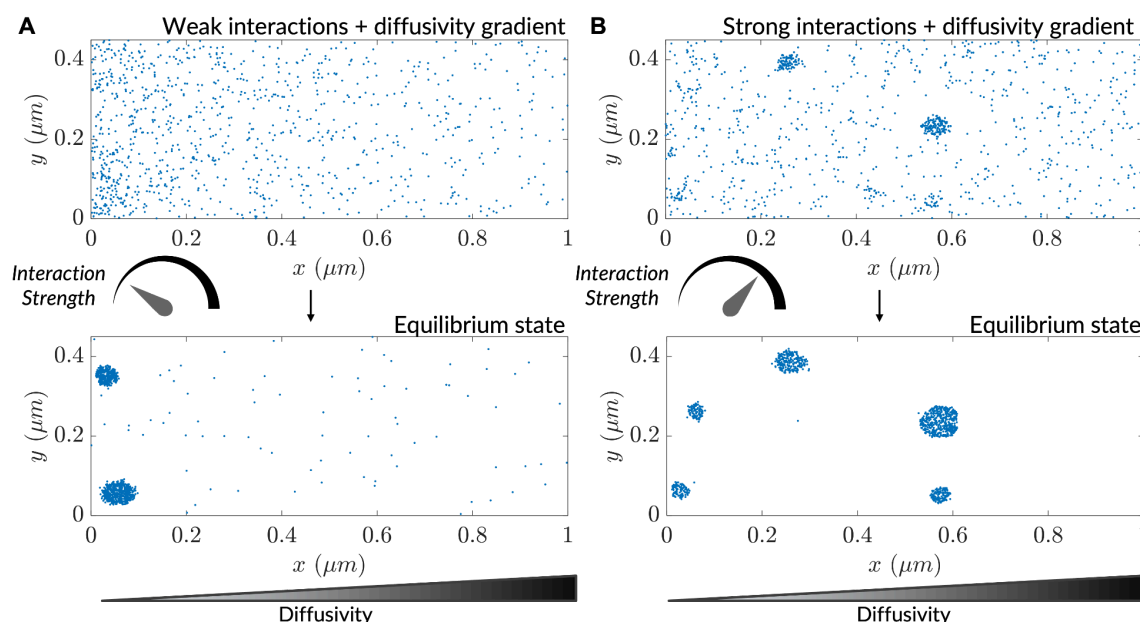 A
Weak interactions + diffusivity gradient
0.4
0.2
0
y (μm)
0 0.2 0.4 0.6 0.8 1
x (μm)
Interaction
Strength
Equilibrium state
0.4
0.2
0
y (μm)
0 0.2 0.4 0.6 0.8 1
x (μm)
Diffusivity
B
Strong interactions + diffusivity gradient
0.4
0.2
0
y (μm)
0 0.2 0.4 0.6 0.8
x (μm)
Interaction
Strength
Equilibrium state
0.4
0.2
0
y (μm)
0 0.2 0.4 0.6 0.8
x (μm)
Diffusivity